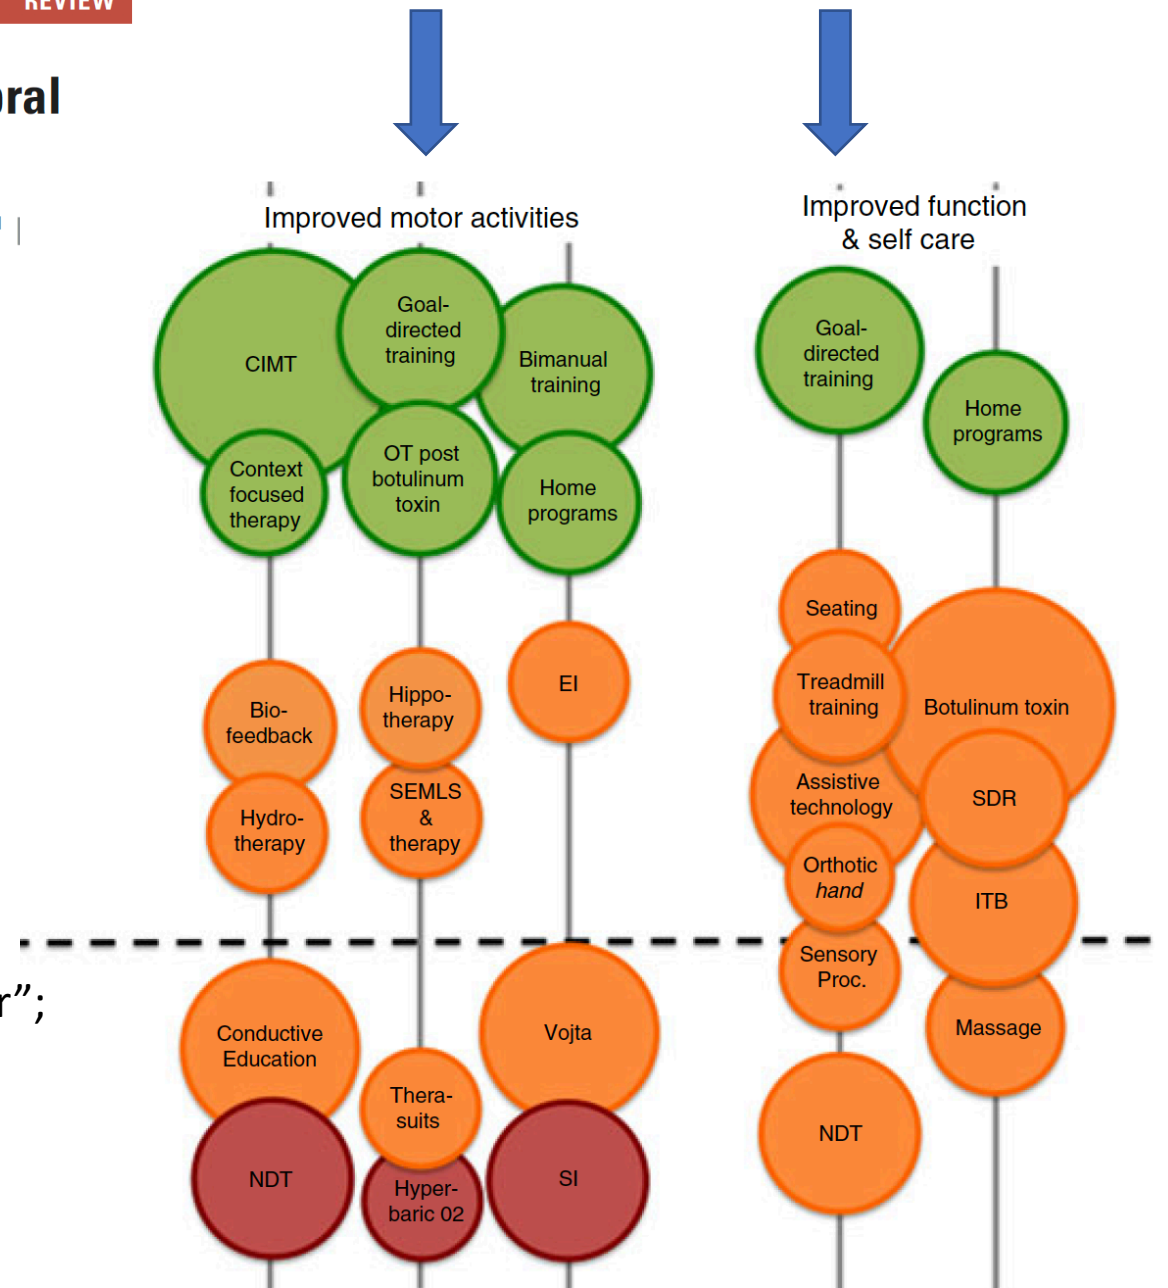 REVIEW
oral
r”;
Improved motor activities
CIMT
Goal-
directed
training
Bimanual
training
Context
focused
therapy
OT post
botulinum
toxin
Home
programs
EI
Bio-
feedback
Hippo-
therapy
Hydro-
therapy
SEMLS
&
therapy
Conductive
Education
Vojta
Thera-
suits
NDT
Hyper-
baric 02
SI
Improved function
& self care
Goal-
directed
training
Home
programs
Seating
Treadmill
training
Botulinum toxin
Assistive
technology
SDR
Orthotic
hand
ITB
Sensory
Proc.
Massage
NDT